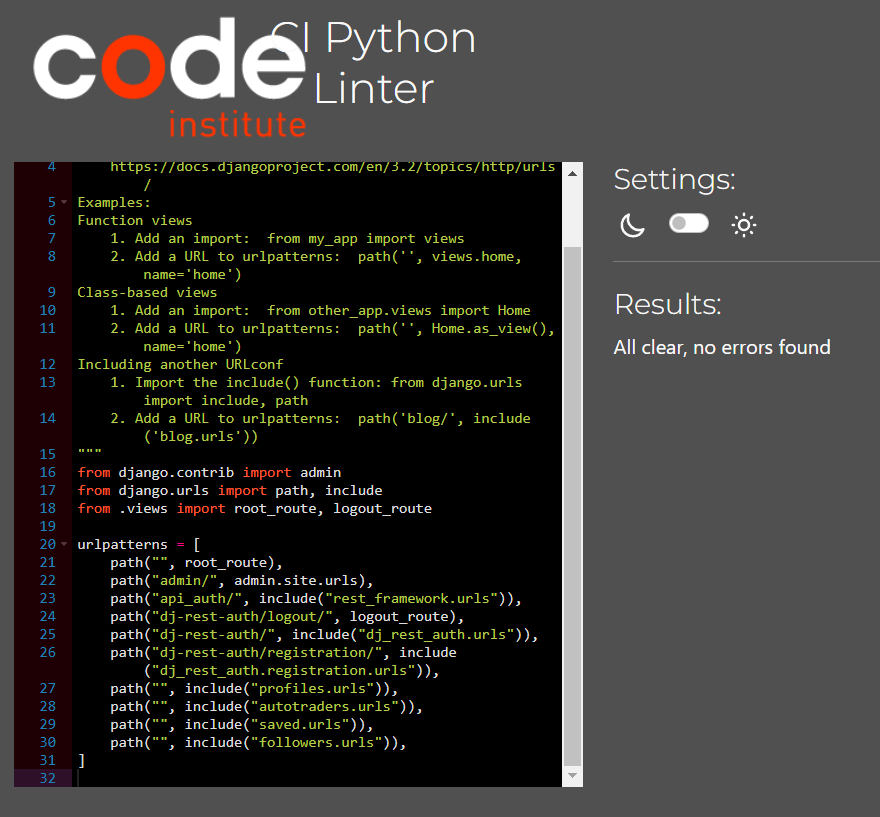 code
institute
CI Python
Linter
4 https://docs.djangoproject.com/en/3.2/topics/http/urls
/
5 Examples:
6 Function views
7 1. Add an import:  from my_app import views
8 2. Add a URL to urlpatterns:  path('', views.home,
name='home')
9 Class-based views
10 1. Add an import:  from other_app.views import Home
11 2. Add a URL to urlpatterns:  path('', Home.as_view(),
name='home')
12 Including another URLconf
13 1. Import the include() function: from django.urls
import include, path
14 2. Add a URL to urlpatterns:  path('blog/', include
('blog.urls'))
15 """
16 from django.contrib import admin
17 from django.urls import path, include
18 from .views import root_route, logout_route
19
20 urlpatterns = [
21 path("", root_route),
22 path("admin/", admin.site.urls),
23 path("api_auth/", include("rest_framework.urls")),
24 path("dj-rest-auth/logout/", logout_route),
25 path("dj-rest-auth/", include("dj_rest_auth.urls")),
26 path("dj-rest-auth/registration/", include
("dj_rest_auth.registration.urls")),
27 path("", include("profiles.urls")),
28 path("", include("autotraders.urls")),
29 path("", include("saved.urls")),
30 path("", include("followers.urls")),
31 ]
32
Settings:
Results:
All clear, no errors found